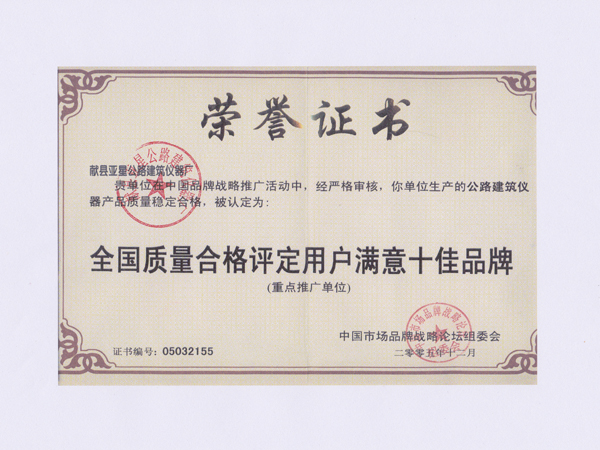 荣誉证书
献县亚星公路建筑仪器厂
贵单位在中国品牌战略推广活动中，经严格审核，你单位生产的公路建筑仪
器产品质量稳定合格，被认定为：
全国质量合格评定用户满意十佳品牌
(重点推广单位)
中国市场品牌战略论坛组委会
二零零五年十二月
证书编号：05032155